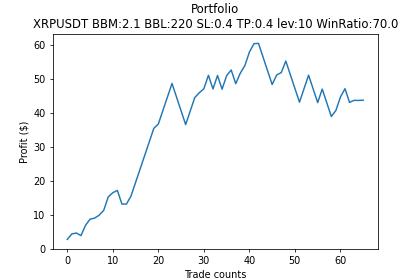 Portfolio
XRPUSDT BBM:2.1 BBL:220 SL:0.4 TP:0.4 lev:10 WinRatio:70.0
60
50
40
30
20
10
0
Profit ($)
0 10 20 30 40 50 60
Trade counts